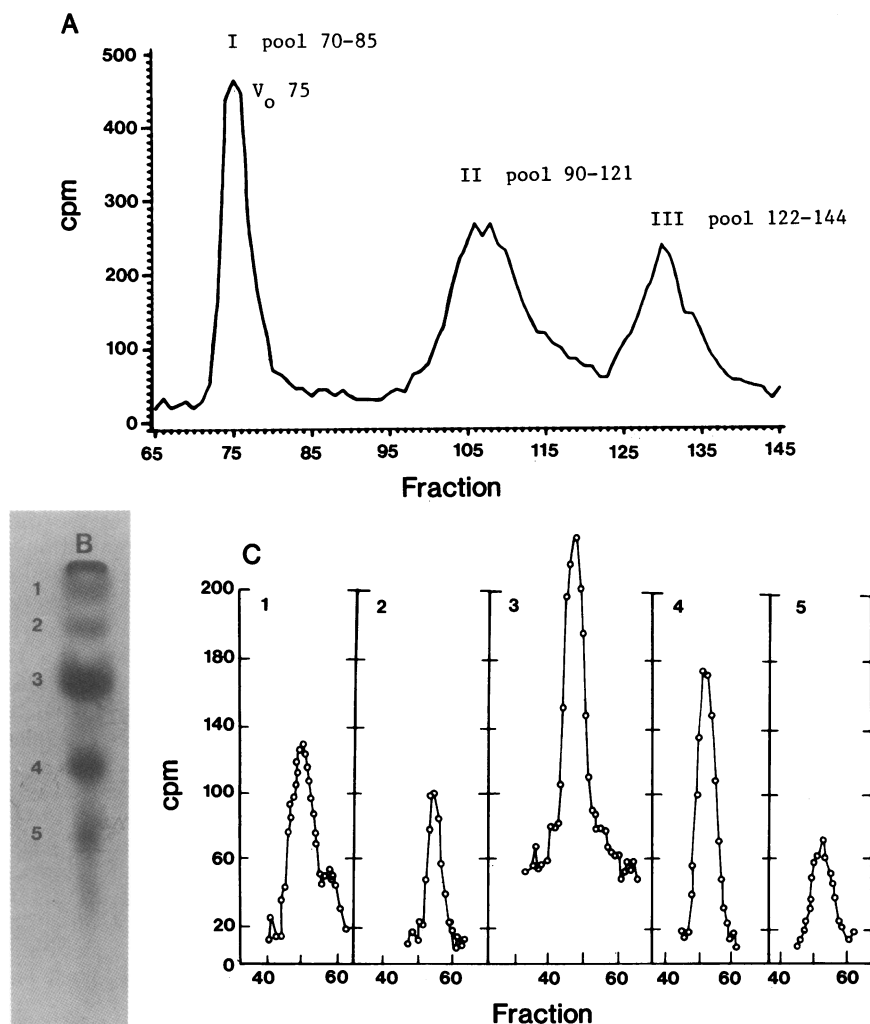 A
I pool 70-85
V₀ 75
II pool 90-121
III pool 122-144
500
400
300
200
100
0
cpm
65 75 85 95 105 115 125 135 145
Fraction
B
1
2
3
4
5
C
1 2 3 4 5
200
180
140
100
60
20
0
cpm
40 60 40 60 40 60 40 60 40 60
Fraction